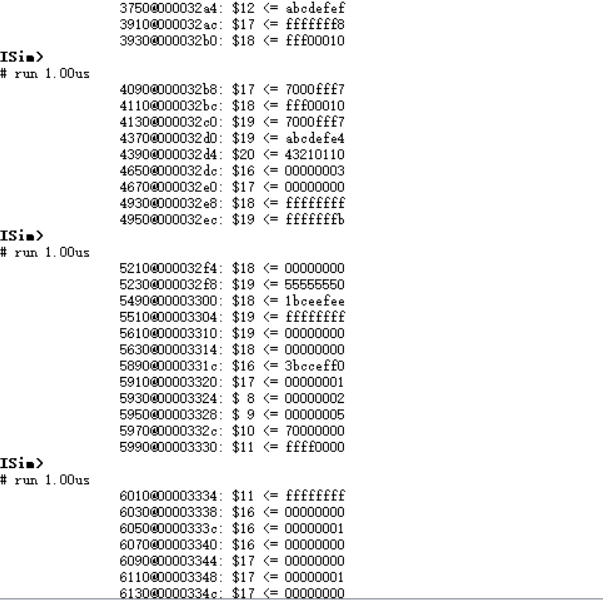 3750@000032a4: $12 <= abcdefef
3910@000032ac: $17 <= fffffff8
3930@000032b0: $18 <= fff00010
ISim>
# run 1.00us
4090@000032b8: $17 <= 7000fff7
4110@000032bc: $18 <= fff00010
4130@000032c0: $19 <= 7000fff7
4370@000032d0: $19 <= abcdefe4
4390@000032d4: $20 <= 43210110
4650@000032dc: $16 <= 00000003
4670@000032e0: $17 <= 00000000
4930@000032e8: $18 <= ffffffff
4950@000032ec: $19 <= fffffffb
ISim>
# run 1.00us
5210@000032f4: $18 <= 00000000
5230@000032f8: $19 <= 55555550
5490@00003300: $18 <= 1bceefee
5510@00003304: $19 <= ffffffff
5610@00003310: $19 <= 00000000
5630@00003314: $18 <= 00000000
5890@0000331c: $16 <= 3bcceff0
5910@00003320: $17 <= 00000001
5930@00003324: $ 8 <= 00000002
5950@00003328: $ 9 <= 00000005
5970@0000332c: $10 <= 70000000
5990@00003330: $11 <= ffff0000
ISim>
# run 1.00us
6010@00003334: $11 <= ffffffff
6030@00003338: $16 <= 00000000
6050@0000333c: $16 <= 00000001
6070@00003340: $16 <= 00000000
6090@00003344: $17 <= 00000000
6110@00003348: $17 <= 00000001
6130@0000334c: $17 <= 00000000